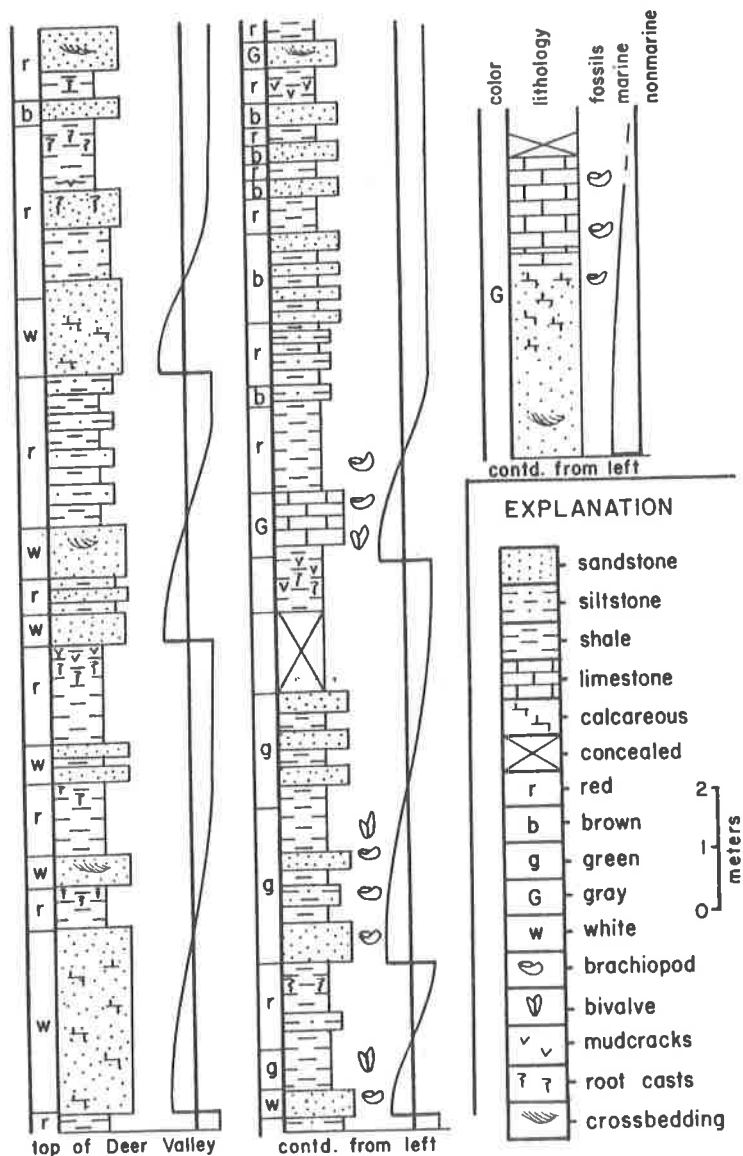 r
b
r
w
r
w
r
w
r
w
r
w
r
w
r
top of Deer Valley
r
G
r
b
r
b
r
b
r
b
r
b
r
G
g
g
r
g
w
contd. from left
color
lithology
fossils
marine
nonmarine
G
contd. from left
EXPLANATION
sandstone
siltstone
shale
limestone
calcareous
concealed
r red
b brown
g green
G gray
w white
brachiopod
bivalve
mudcracks
root casts
crossbedding
2
1
0
meters